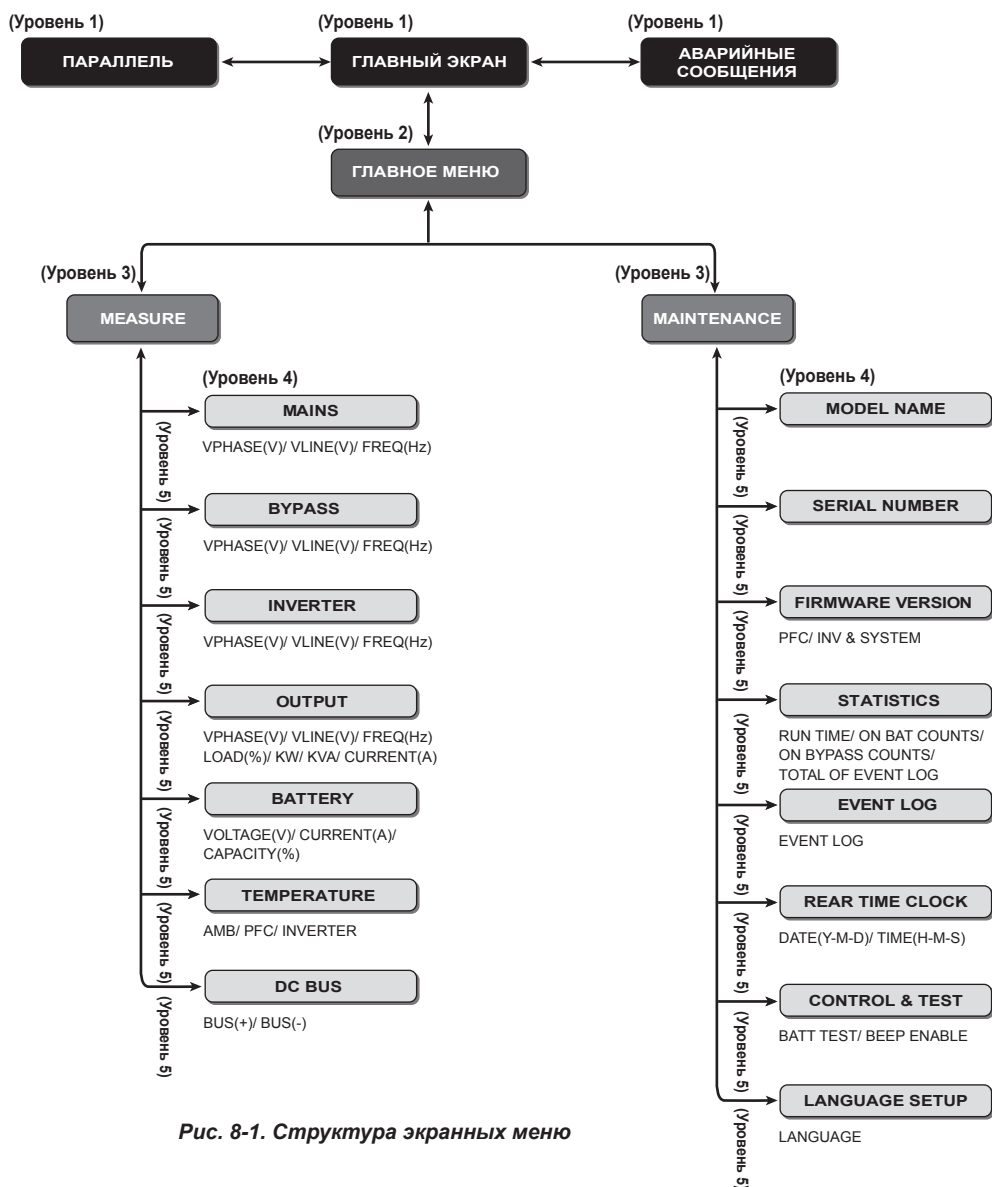 (Уровень 1)
(Уровень 1)
(Уровень 1)
ПАРАЛЛЕЛЬ
ГЛАВНЫЙ ЭКРАН
АВАРИЙНЫЕ
СООБЩЕНИЯ
(Уровень 2)
ГЛАВНОЕ МЕНЮ
(Уровень 3)
MEASURE
(Уровень 4)
MAINS
(Уровень 5)
VPHASE(V)/ VLINE(V)/ FREQ(Hz)
BYPASS
(Уровень 5)
VPHASE(V)/ VLINE(V)/ FREQ(Hz)
INVERTER
(Уровень 5)
VPHASE(V)/ VLINE(V)/ FREQ(Hz)
OUTPUT
(Уровень 5)
VPHASE(V)/ VLINE(V)/ FREQ(Hz)
LOAD(%)/ KW/ KVA/ CURRENT(A)
BATTERY
(Уровень 5)
VOLTAGE(V)/ CURRENT(A)/
CAPACITY(%)
TEMPERATURE
(Уровень 5)
AMB/ PFC/ INVERTER
DC BUS
(Уровень 5)
BUS(+)/ BUS(-)
(Уровень 3)
MAINTENANCE
(Уровень 4)
MODEL NAME
(Уровень 5)
SERIAL NUMBER
(Уровень 5)
FIRMWARE VERSION
(Уровень 5)
PFC/ INV & SYSTEM
STATISTICS
(Уровень 5)
RUN TIME/ ON BAT COUNTS/
ON BYPASS COUNTS/
TOTAL OF EVENT LOG
EVENT LOG
(Уровень 5)
EVENT LOG
REAR TIME CLOCK
(Уровень 5)
DATE(Y-M-D)/ TIME(H-M-S)
CONTROL & TEST
(Уровень 5)
BATT TEST/ BEEP ENABLE
LANGUAGE SETUP
(Уровень 5)
LANGUAGE
Рис. 8-1. Структура экранных меню